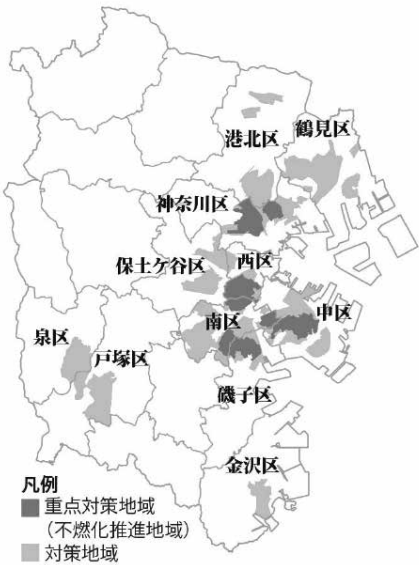 港北区
鶴見区
神奈川区
保土ケ谷区
西区
南区
中区
泉区
戸塚区
磯子区
金沢区
凡例
重点対策地域
（不燃化推進地域）
対策地域